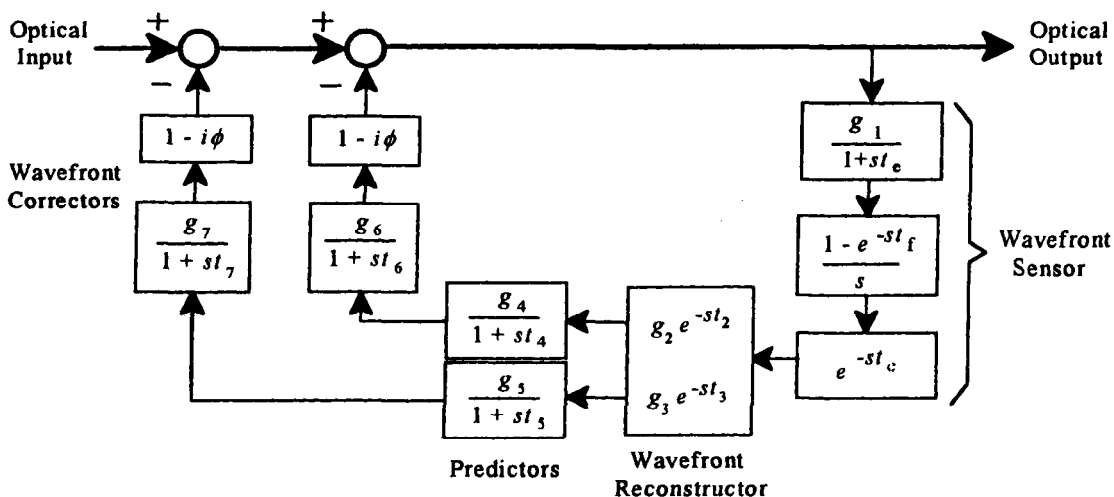 Optical
Input
+
−
+
−
Optical
Output
1 - iφ
1 - iφ
Wavefront
Correctors
g7
1 + st7
g6
1 + st6
g1
1+ste
1 - e^-stf
s
e^-stc
Wavefront
Sensor
g4
1 + st4
g5
1 + st5
g2 e^-st2
g3 e^-st3
Predictors
Wavefront
Reconstructor